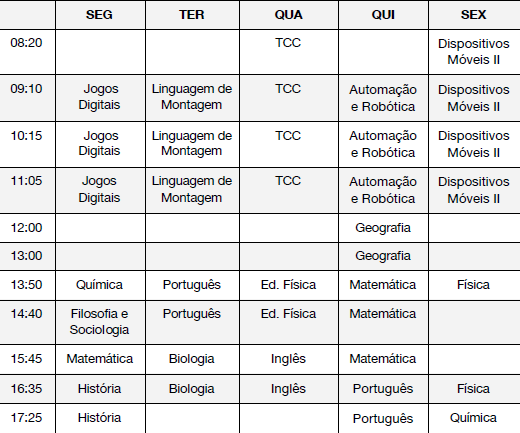 SEG TER QUA QUI SEX
08:20 TCC Dispositivos
Móveis II
09:10 Jogos Linguagem de TCC Automação Dispositivos
Digitais Montagem e Robótica Móveis II
10:15 Jogos Linguagem de TCC Automação Dispositivos
Digitais Montagem e Robótica Móveis II
11:05 Jogos Linguagem de TCC Automação Dispositivos
Digitais Montagem e Robótica Móveis II
12:00 Geografia
13:00 Geografia
13:50 Química Português Ed. Física Matemática Física
14:40 Filosofia e Português Ed. Física Matemática
Sociologia
15:45 Matemática Biologia Inglês Matemática
16:35 História Biologia Inglês Português Física
17:25 História Português Química